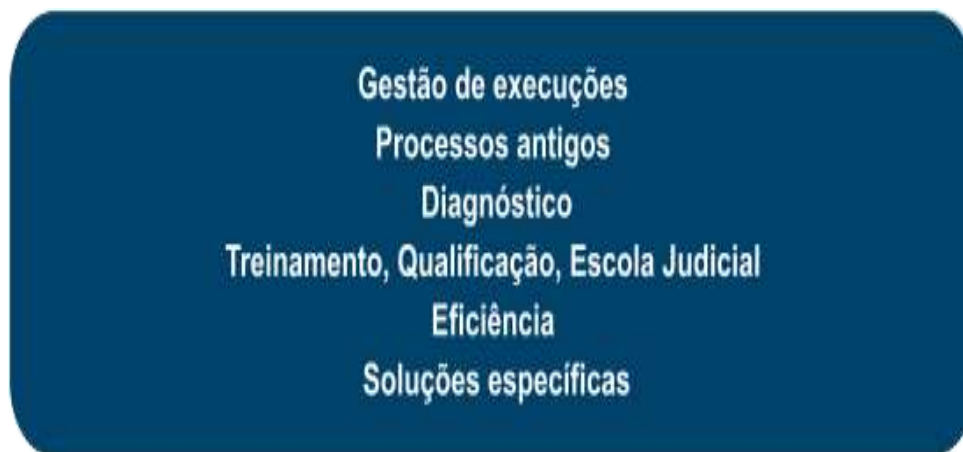 Gestão de execuções
Processos antigos
Diagnóstico
Treinamento, Qualificação, Escola Judicial
Eficiência
Soluções específicas